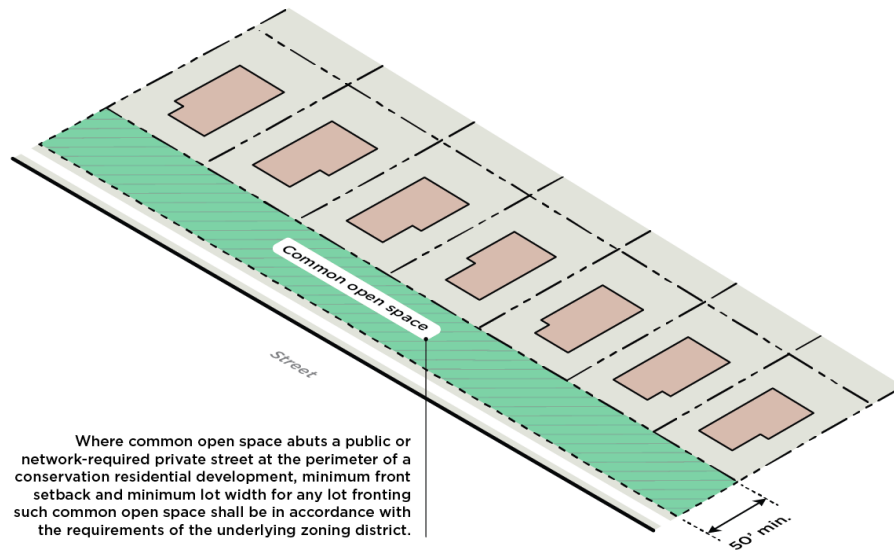 Common open space
Street
Where common open space abuts a public or
network-required private street at the perimeter of a
conservation residential development, minimum front
setback and minimum lot width for any lot fronting
such common open space shall be in accordance with
the requirements of the underlying zoning district.
50' min.